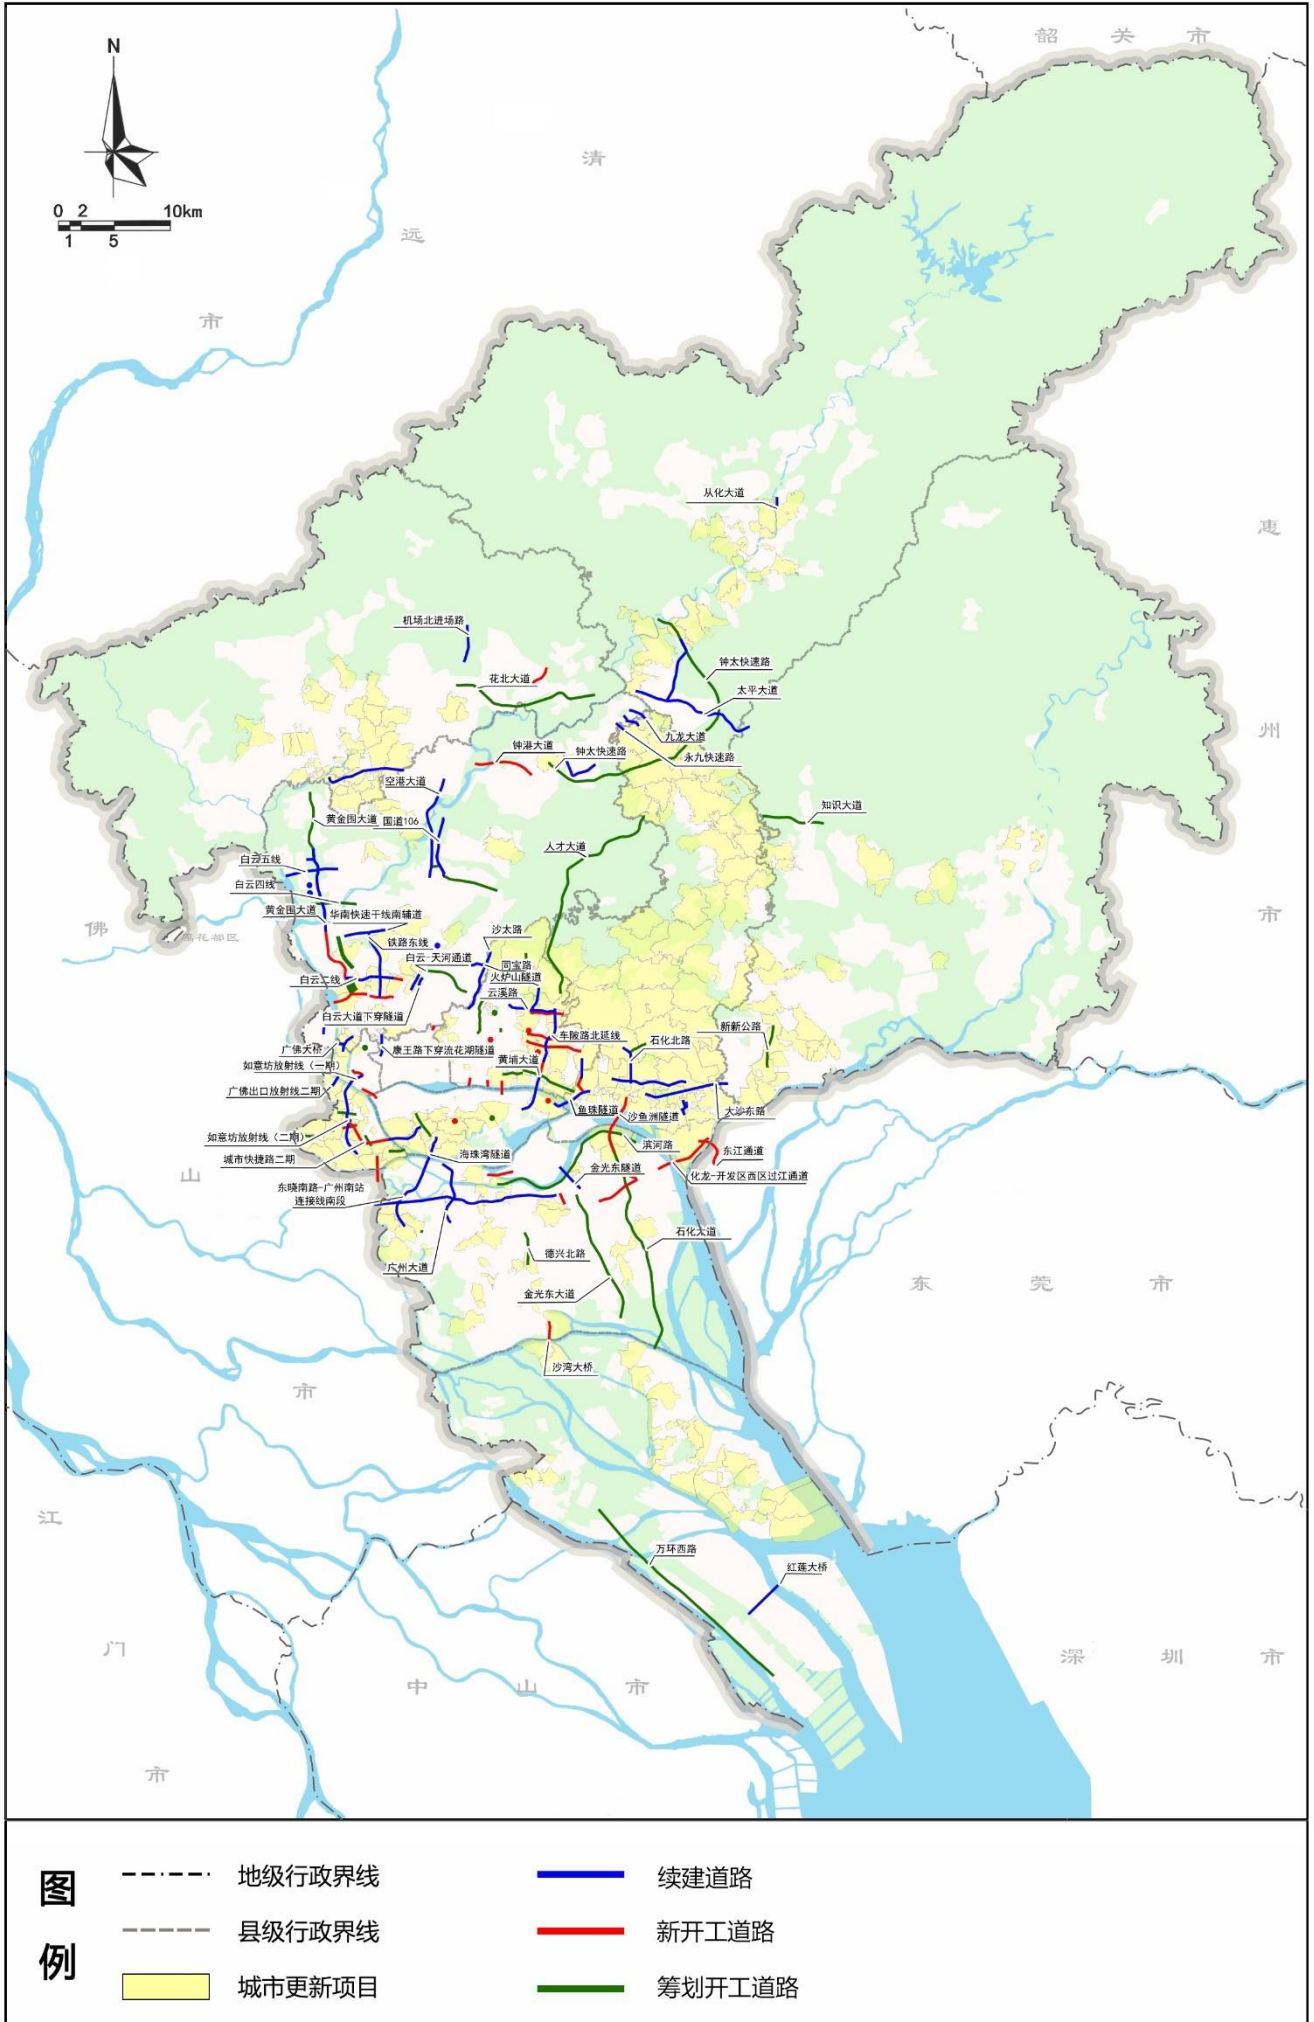 韶 关 市
N
清
0 2 10km
1 5
远
市
从化大道
惠
机场北进场路
钟太快速路
花北大道
太平大道
州
九龙大道
钟港大道
钟太快速路
永九快速路
空港大道
知识大道
黄金围大道
国道106
人才大道
白云五线
白云四线
黄金围大道
华南快速干线南辅道
市
佛
沙太路
花都区
铁路东线
白云-天河通道
同宝路
火炉山隧道
白云二线
云溪路
白云大道下穿隧道
新新公路
车陂路北延线
石化北路
广佛大桥
康王路下穿流花湖隧道
黄埔大道
如意坊放射线（一期）
广佛出口放射线二期
鱼珠隧道
沙鱼洲隧道
大沙东路
如意坊放射线（二期）
滨河路
东江通道
城市快捷路二期
海珠湾隧道
金光东隧道
化龙-开发区西区过江通道
山
东晓南路-广州南站
连接线南段
石化大道
德兴北路
广州大道
东 莞 市
金光东大道
沙湾大桥
市
江
万环西路
红莲大桥
门
深 圳 市
中 山 市
市
图
例
地级行政界线
续建道路
县级行政界线
新开工道路
城市更新项目
筹划开工道路